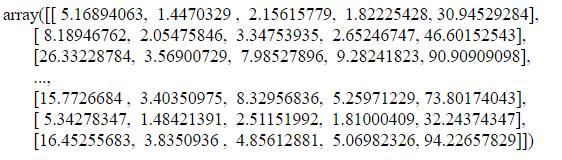 array([[ 5.16894063, 1.4470329 , 2.15615779, 1.82225428, 30.94529284],
[ 8.18946762, 2.05455846, 3.34753935, 2.65246747, 46.60152543],
[26.33228784, 3.56900729, 7.98527896, 9.28241823, 90.90909098],
...,
[15.7726684 , 3.40350975, 8.32956836, 5.25971229, 73.80174043],
[ 5.34278347, 1.48421391, 2.51151992, 1.81000409, 32.24374347],
[16.45255683, 3.8350936 , 4.85612881, 5.06982326, 94.22657829]])